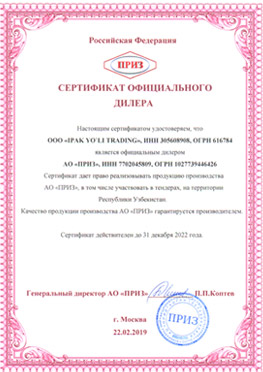 Российская Федерация
ПРИЗ
СЕРТИФИКАТ ОФИЦИАЛЬНОГО
ДИЛЕРА
Настоящим сертификатом удостоверяем, что
ООО «IPAK YO'LI TRADING», ИНН 305608908, ОГРН 616784
является официальным дилером
АО «ПРИЗ», ИНН 7702045809, ОГРН 1027739446426
Сертификат дает право реализовывать продукцию производства
АО «ПРИЗ», в том числе участвовать в тендерах, на территории
Республики Узбекистан.
Качество продукции производства АО «ПРИЗ» гарантируется производителем.
Сертификат действителен до 31 декабря 2022 года.
Генеральный директор АО «ПРИЗ» П.П.Коптев
г. Москва
22.02.2019
ПРИЗ